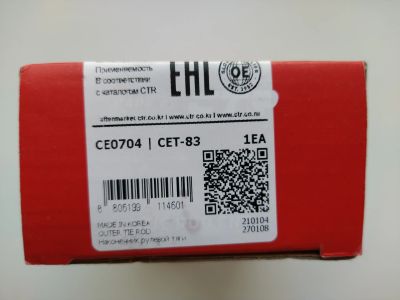 Применяемость
В соответствии
с каталогом CTR
EAC
OE
aftermarket.ctr.co.kr | www.ctr.co.kr | www.ctr.co.ru
CE0704 | CET-83 1EA
8 805199 114601
MADE IN KOREA
OUTER TIE ROD
Наконечник рулевой тяги
210104
270108